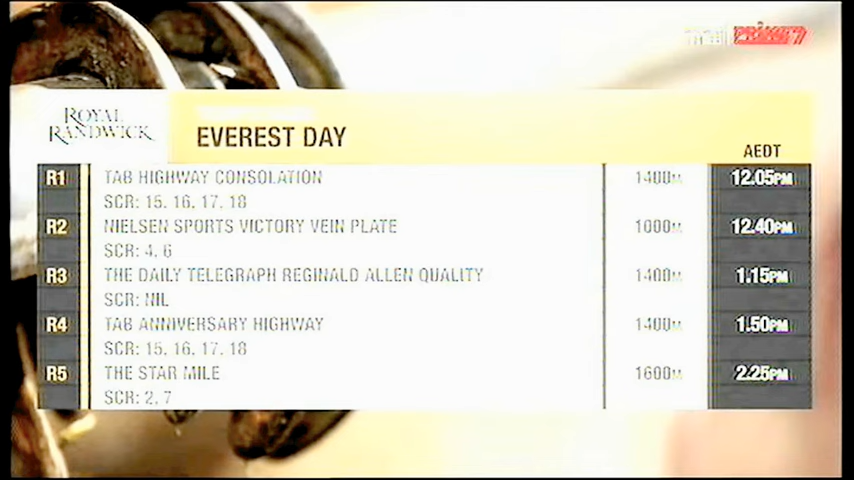 ROYAL
RANDWICK
EVEREST DAY
AEDT
R1 TAB HIGHWAY CONSOLATION 1400M 12.05PM
SCR: 15, 16, 17, 18
R2 NIELSEN SPORTS VICTORY VEIN PLATE 1000M 12.40PM
SCR: 4, 6
R3 THE DAILY TELEGRAPH REGINALD ALLEN QUALITY 1400M 1.15PM
SCR: NIL
R4 TAB ANNIVERSARY HIGHWAY 1400M 1.50PM
SCR: 15, 16, 17, 18
R5 THE STAR MILE 1600M 2.25PM
SCR: 2, 7